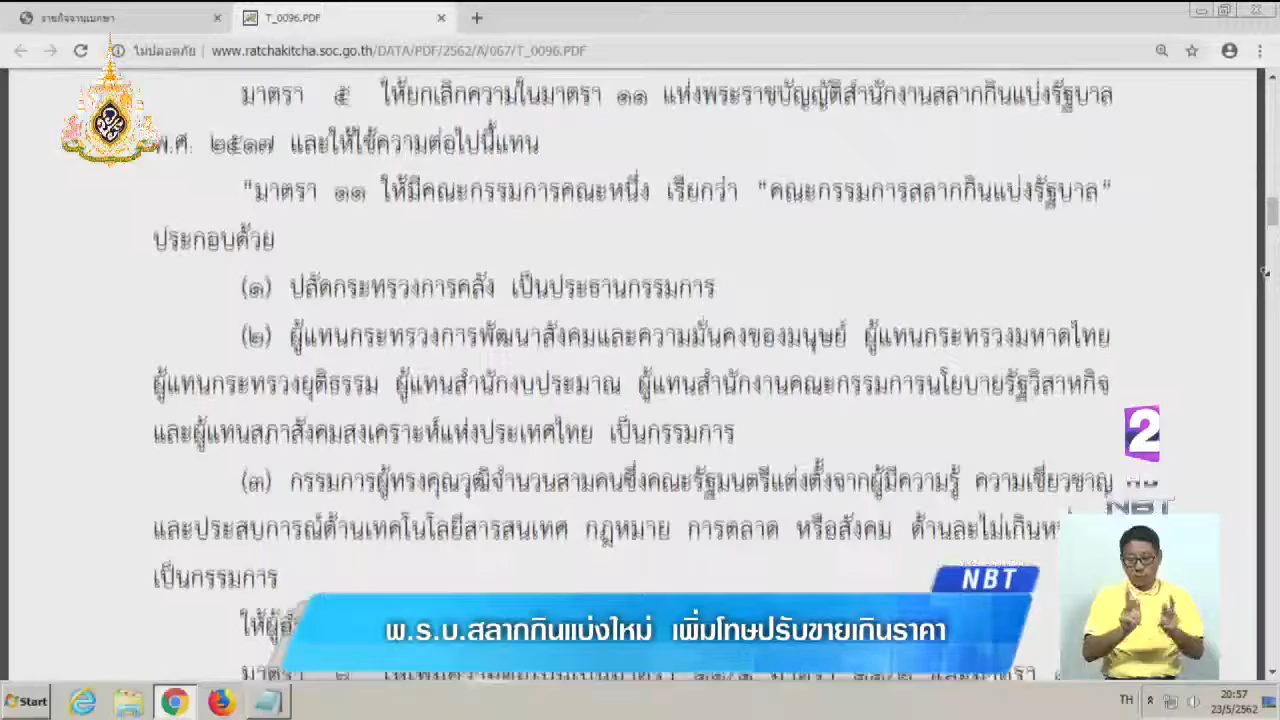 ราชกิจจานุเบกษา
T_0096.PDF
ไม่ปลอดภัย | www.ratchakitcha.soc.go.th/DATA/PDF/2562/A/067/T_0096.PDF
มาตรา ๕ ให้ยกเลิกความในมาตรา ๑๑ แห่งพระราชบัญญัติสำนักงานสลากกินแบ่งรัฐบาล
พ.ศ. ๒๕๑๗ และให้ใช้ความต่อไปนี้แทน
"มาตรา ๑๑ ให้มีคณะกรรมการคณะหนึ่ง เรียกว่า "คณะกรรมการสลากกินแบ่งรัฐบาล"
ประกอบด้วย
(๑) ปลัดกระทรวงการคลัง เป็นประธานกรรมการ
(๒) ผู้แทนกระทรวงการพัฒนาสังคมและความมั่นคงของมนุษย์ ผู้แทนกระทรวงมหาดไทย
ผู้แทนกระทรวงยุติธรรม ผู้แทนสำนักงบประมาณ ผู้แทนสำนักงานคณะกรรมการนโยบายรัฐวิสาหกิจ
และผู้แทนสภาสังคมสงเคราะห์แห่งประเทศไทย เป็นกรรมการ
2
HD
NBT
(๓) กรรมการผู้ทรงคุณวุฒิจำนวนสามคนซึ่งคณะรัฐมนตรีแต่งตั้งจากผู้มีความรู้ ความเชี่ยวชาญ
และประสบการณ์ด้านเทคโนโลยีสารสนเทศ กฎหมาย การตลาด หรือสังคม ด้านละไม่เกิน
เป็นกรรมการ
NBT
พ.ร.บ.สลากกินแบ่งใหม่ เพิ่มโทษปรับขายเกินราคา
Start
TH
20:57
23/5/2562